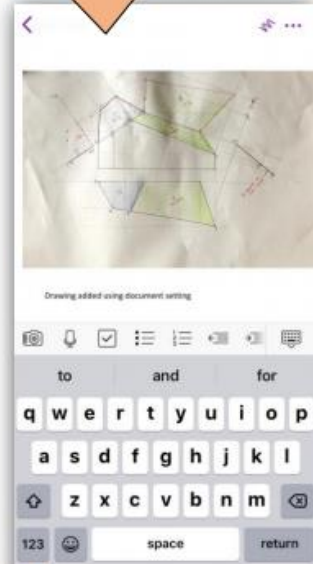 Drawing added using document setting
to and for
q w e r t y u i o p
a s d f g h j k l
z x c v b n m
123 space return